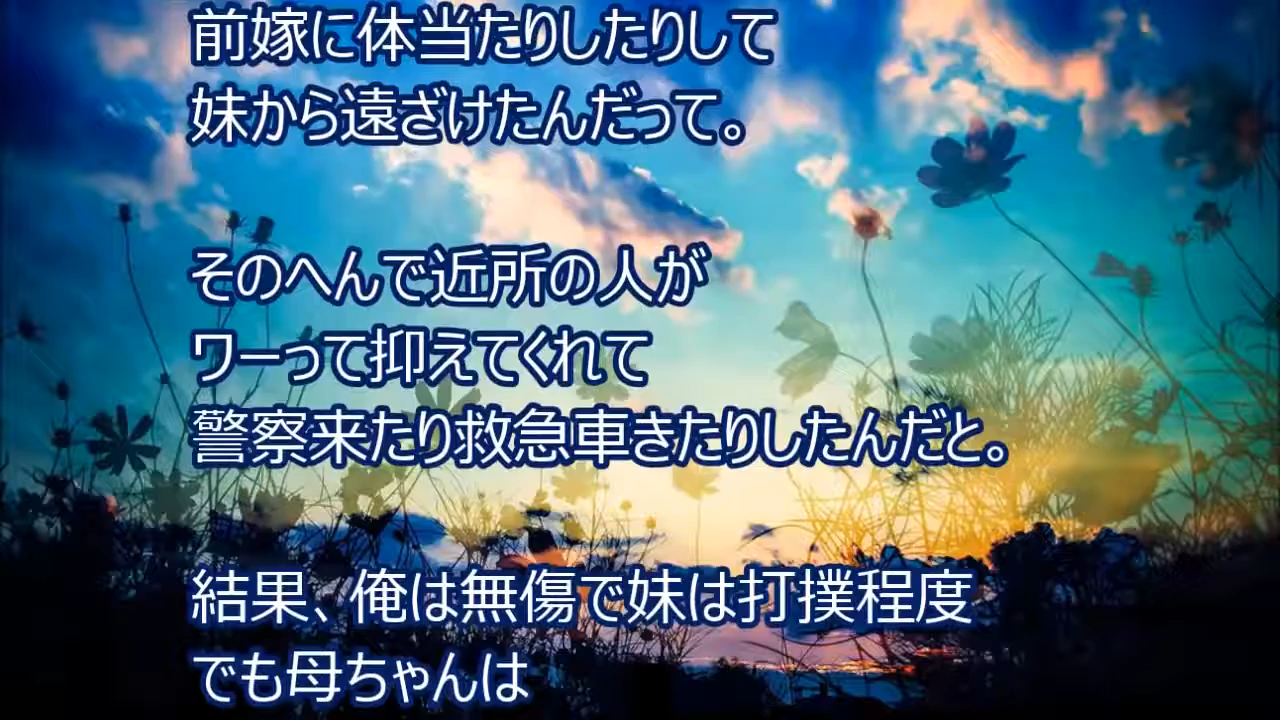 前嫁に体当たりしたりして
妹から遠ざけたんだって。
そのへんで近所の人が
ワーって抑えてくれて
警察来たり救急車きたりしたんだと。
結果、俺は無傷で妹は打撲程度
でも母ちゃんは